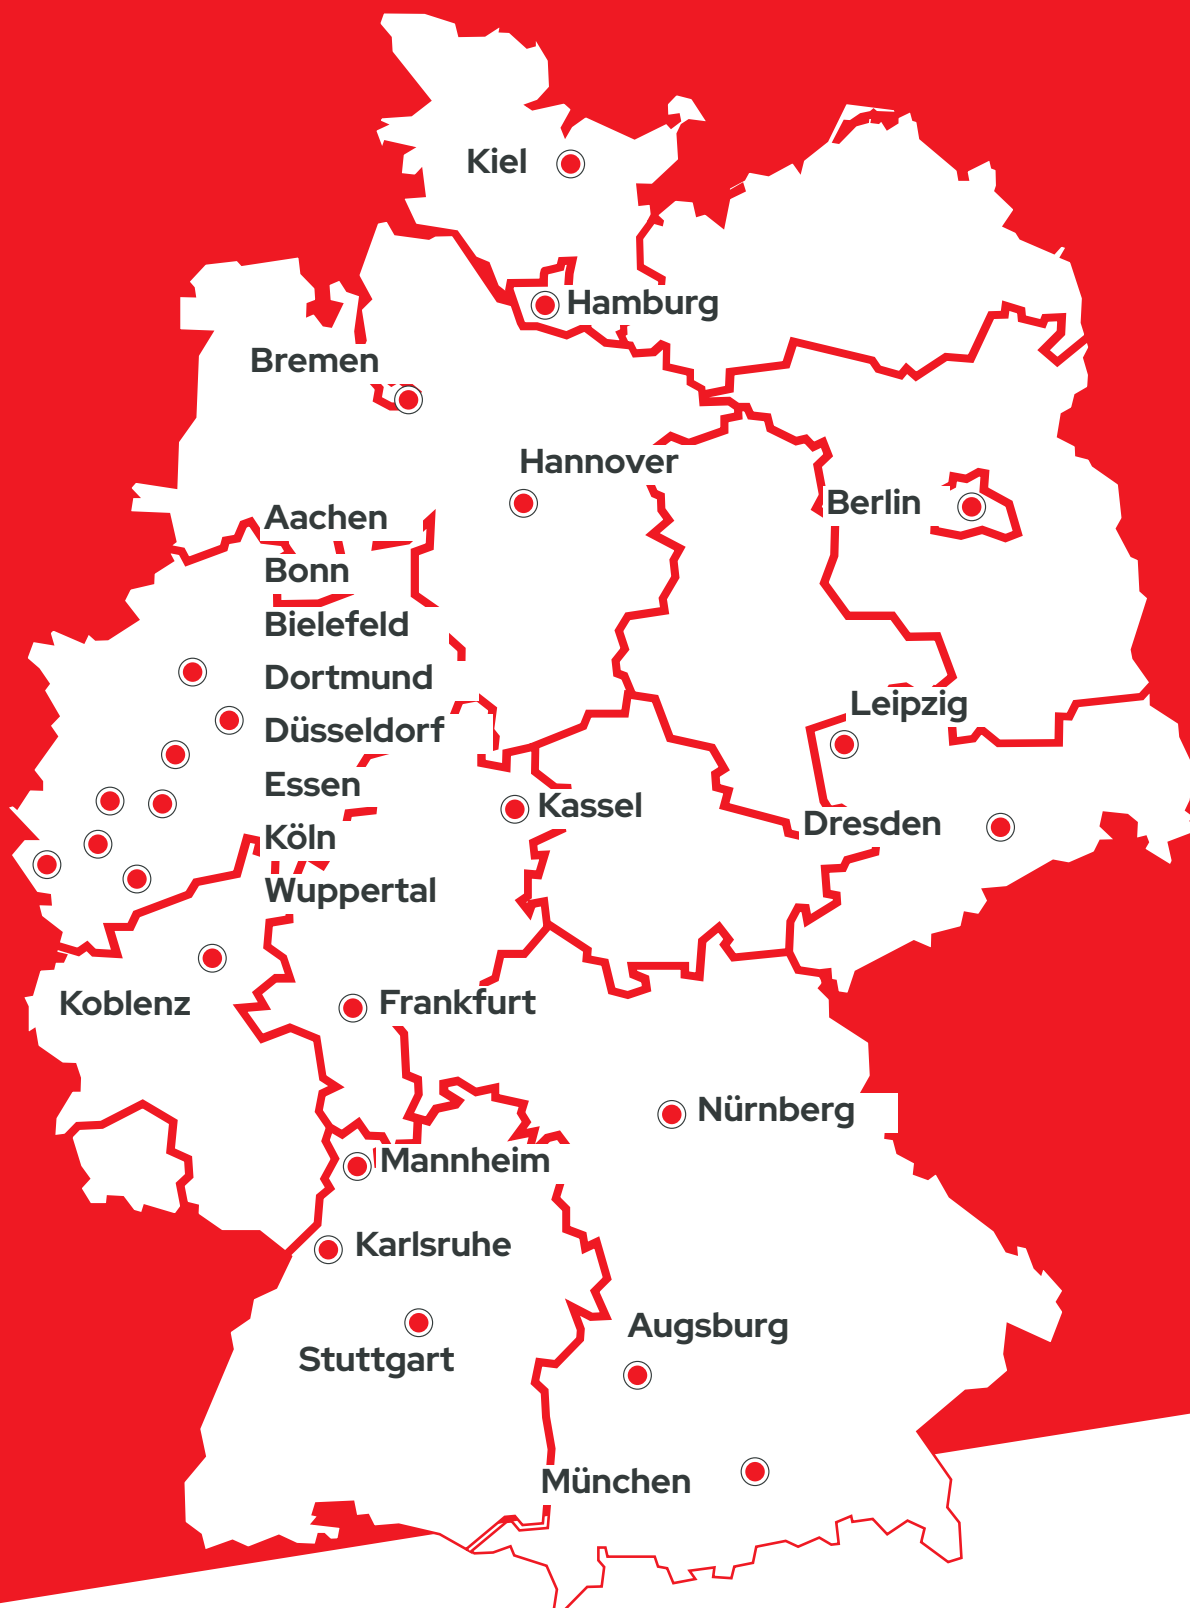 Kiel
Hamburg
Bremen
Hannover
Berlin
Aachen
Bonn
Bielefeld
Dortmund
Leipzig
Düsseldorf
Essen
Kassel
Dresden
Köln
Wuppertal
Koblenz
Frankfurt
Nürnberg
Mannheim
Karlsruhe
Augsburg
Stuttgart
München